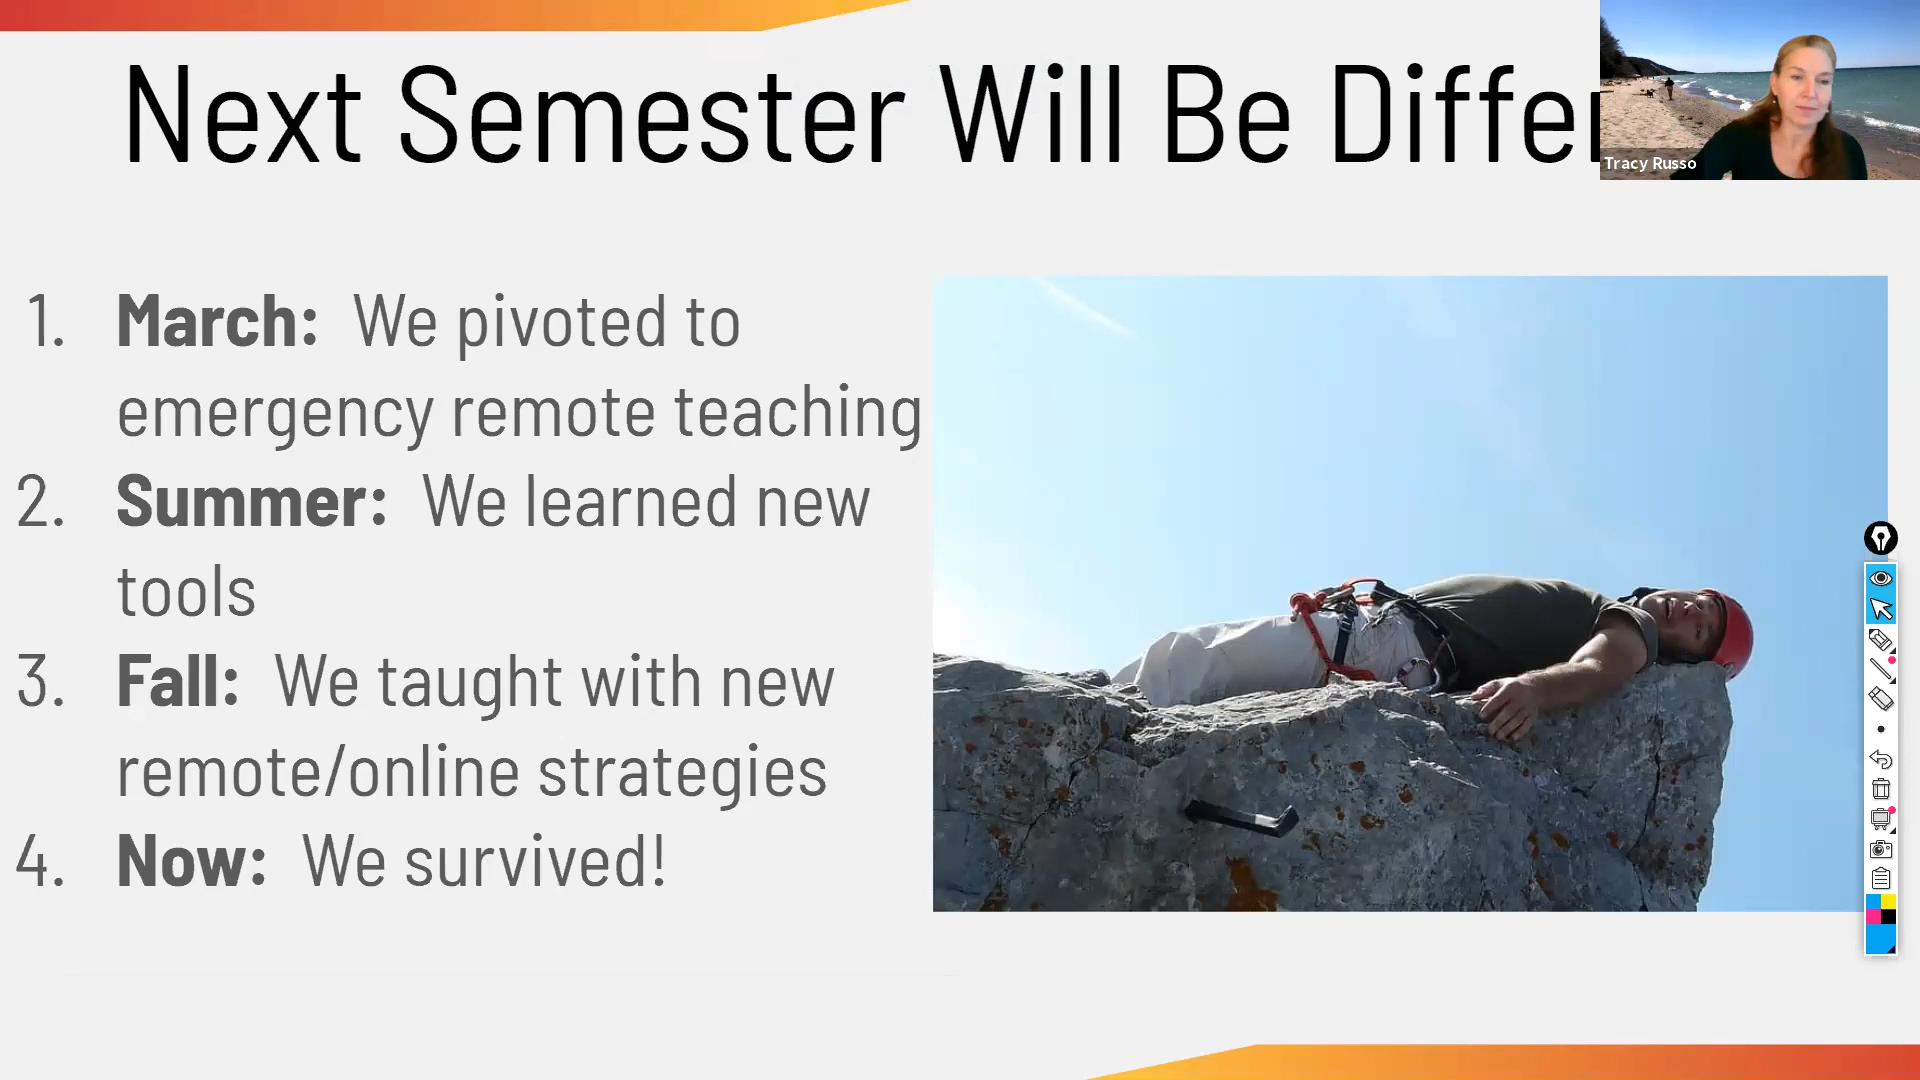 Next Semester Will Be Differ
Tracy Russo
1. March: We pivoted to
emergency remote teaching
2. Summer: We learned new
tools
3. Fall: We taught with new
remote/online strategies
4. Now: We survived!